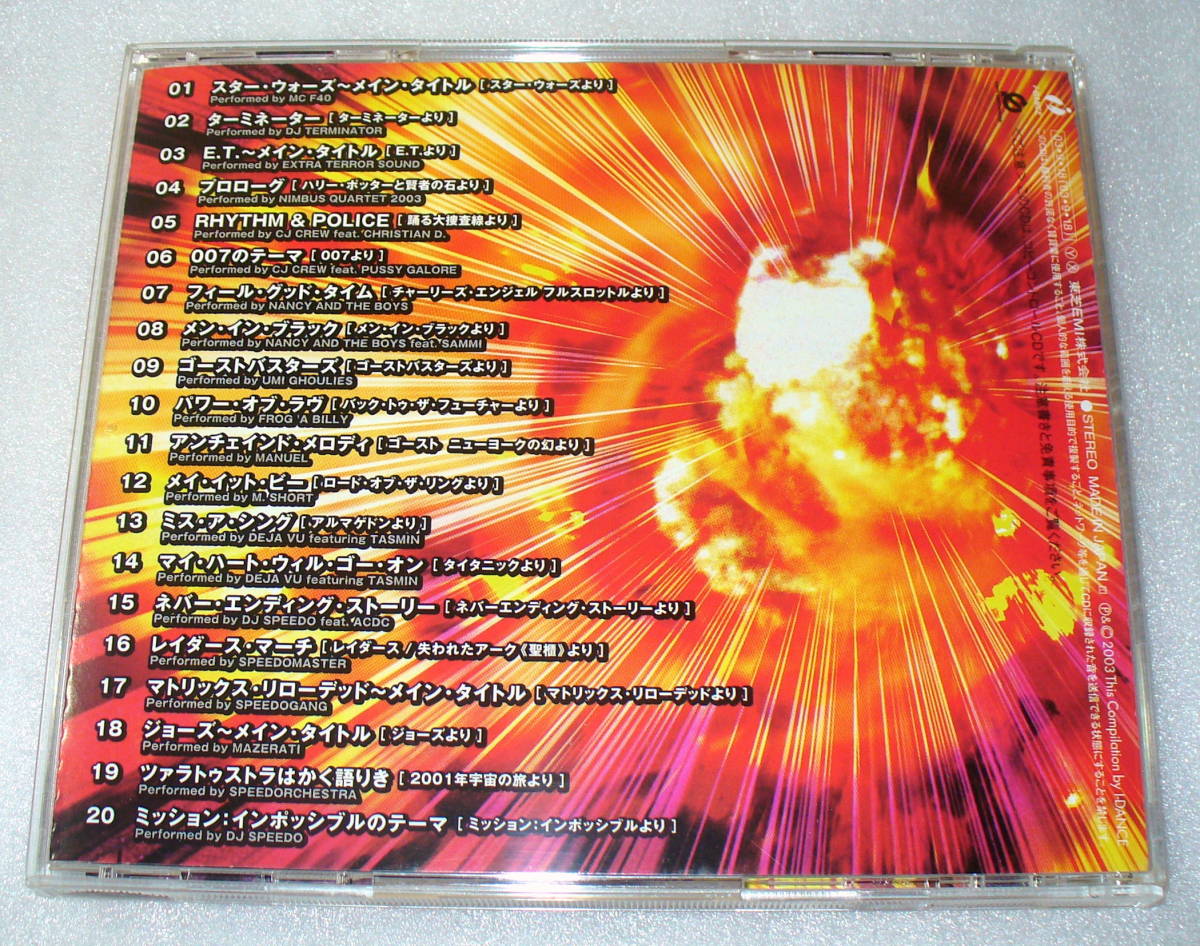 01 スター・ウォーズ～メイン・タイトル [ スター・ウォーズより ]
Performed by MC F40
02 ターミネーター [ ターミネーターより ]
Performed by DJ TERMINATOR
03 E.T.～メイン・タイトル [ E.T.より ]
Performed by EXTRA TERROR SOUND
04 プロローグ [ ハリー・ポッターと賢者の石より ]
Performed by NIMBUS QUARTET 2003
05 RHYTHM & POLICE [ 踊る大捜査線より ]
Performed by CJ CREW feat. CHRISTIAN D.
06 007のテーマ [ 007より ]
Performed by CJ CREW feat. PUSSY GALORE
07 フィール・グッド・タイム [ チャーリーズ・エンジェル フルスロットルより ]
Performed by NANCY AND THE BOYS
08 メン・イン・ブラック [ メン・イン・ブラックより ]
Performed by NANCY AND THE BOYS feat. SAMMI
09 ゴーストバスターズ [ ゴーストバスターズより ]
Performed by UMI GHOULIES
10 パワー・オブ・ラヴ [ バック・トゥ・ザ・フューチャーより ]
Performed by FROG 'A BILLY
11 アンチェインド・メロディ [ ゴースト ニューヨークの幻より ]
Performed by MANUEL
12 メイ・イット・ビー [ ロード・オブ・ザ・リングより ]
Performed by M. SHORT
13 ミス・ア・シング [ アルマゲドンより ]
Performed by DEJA VU featuring TASMIN
14 マイ・ハート・ウィル・ゴー・オン [ タイタニックより ]
Performed by DEJA VU featuring TASMIN
15 ネバー・エンディング・ストーリー [ ネバーエンディング・ストーリーより ]
Performed by DJ SPEEDO feat. ACDC
16 レイダース・マーチ [ レイダース / 失われたアーク《聖櫃》より ]
Performed by SPEEDOMASTER
17 マトリックス・リローデッド～メイン・タイトル [ マトリックス・リローデッドより ]
Performed by SPEEDOGANG
18 ジョーズ～メイン・タイトル [ ジョーズより ]
Performed by MAZERATI
19 ツァラトゥストラはかく語りき [ 2001年宇宙の旅より ]
Performed by SPEEDORCHESTRA
20 ミッション：インポッシブルのテーマ [ ミッション：インポッシブルより ]
Performed by DJ SPEEDO
東芝EMI株式会社 ● STEREO MADE IN JAPAN
Ⓟ&Ⓒ 2003 This Compilation by I-DANCE